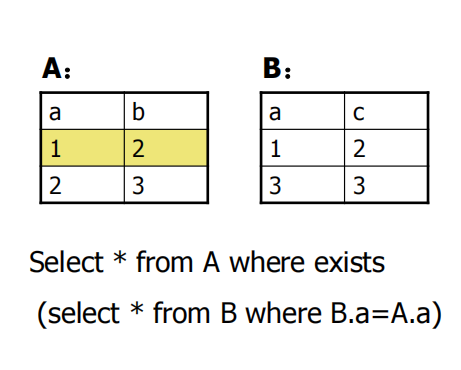 A: B:
a b a c
1 2 1 2
2 3 3 3
Select * from A where exists
(select * from B where B.a=A.a)